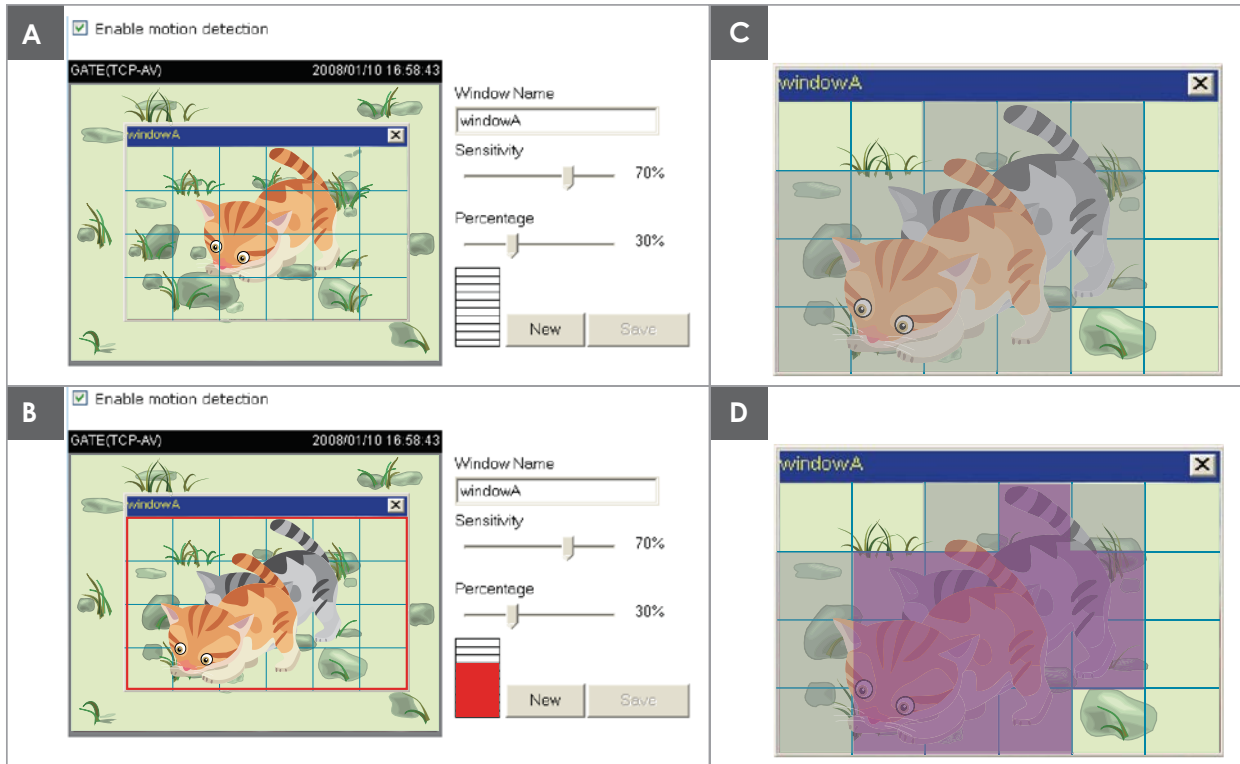 A
Enable motion detection
GATE(TCP-AV) 2008/01/10 16:58:43
windowA
Window Name
windowA
Sensitivity
70%
Percentage
30%
New Save
B
Enable motion detection
GATE(TCP-AV) 2008/01/10 16:58:43
windowA
Window Name
windowA
Sensitivity
70%
Percentage
30%
New Save
C
windowA
D
windowA